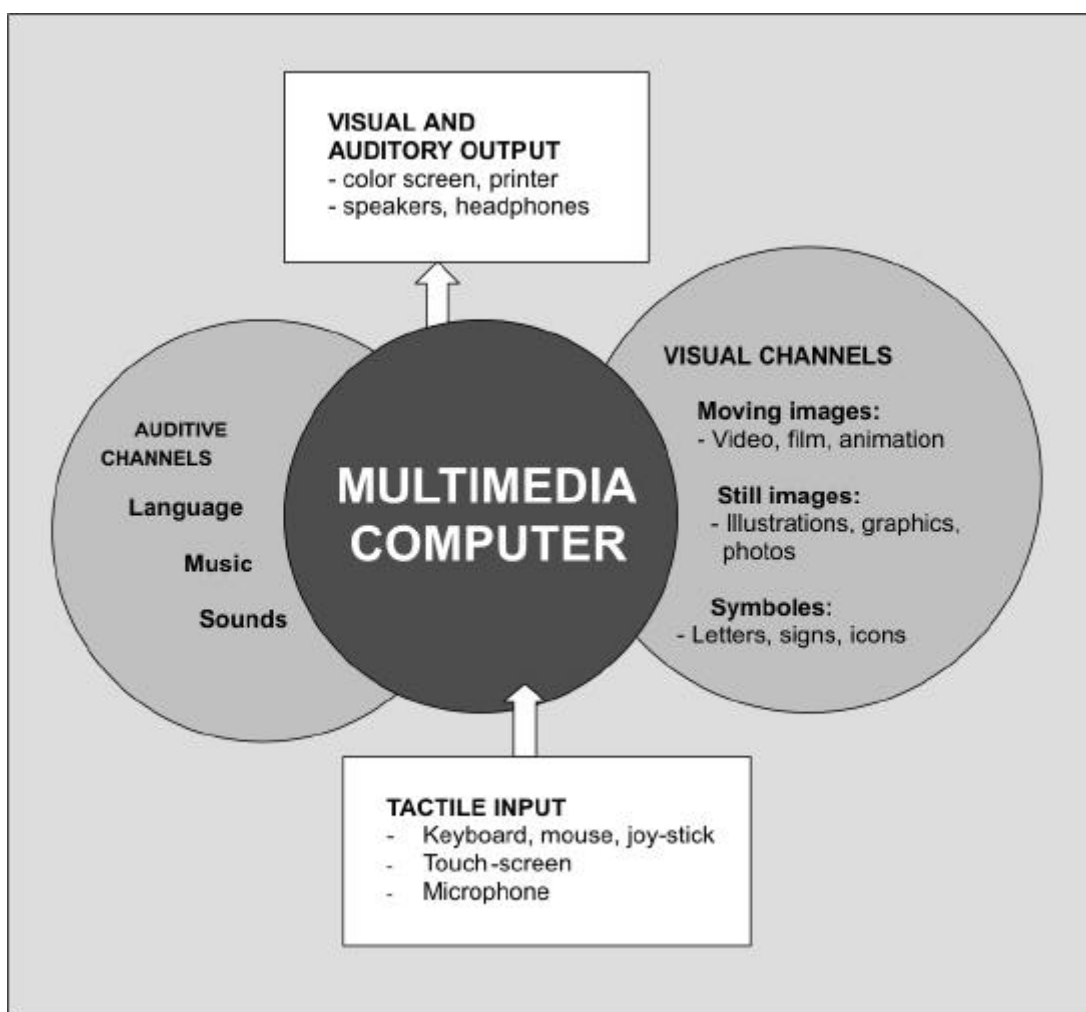 VISUAL AND
AUDITORY OUTPUT
- color screen, printer
- speakers, headphones
AUDITIVE
CHANNELS
Language
Music
Sounds
MULTIMEDIA
COMPUTER
VISUAL CHANNELS
Moving images:
- Video, film, animation
Still images:
- Illustrations, graphics,
photos
Symboles:
- Letters, signs, icons
TACTILE INPUT
- Keyboard, mouse, joy-stick
- Touch-screen
- Microphone